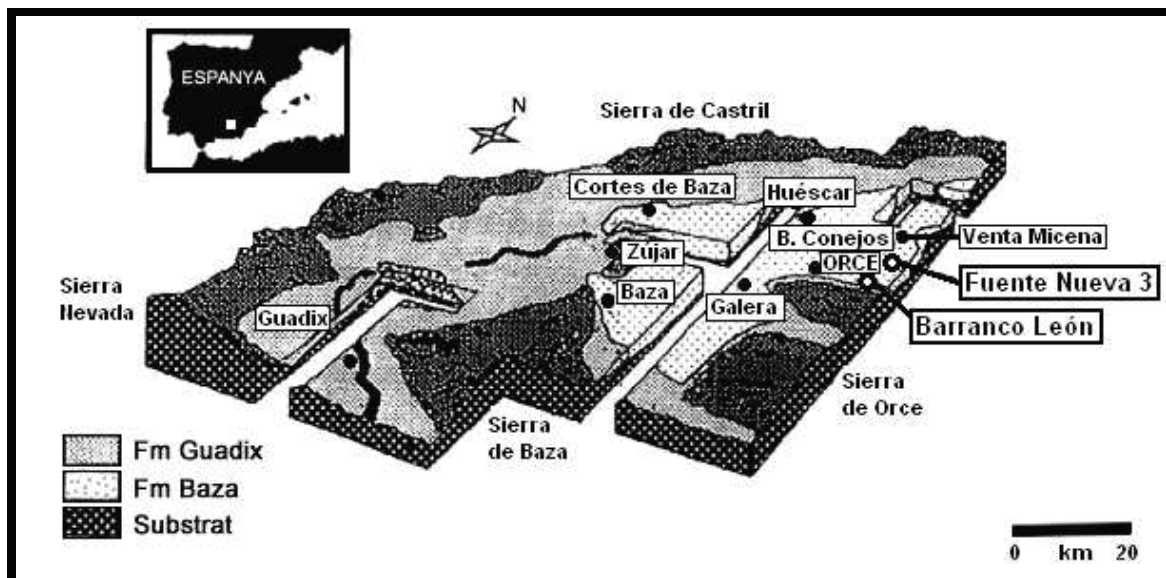 ESPANYA
N
Sierra de Castril
Cortes de Baza
Huéscar
B. Conejos
Venta Micena
Zújar
ORCE
Fuente Nueva 3
Sierra
Nevada
Baza
Galera
Guadix
Barranco León
Sierra
de Orce
Sierra
de Baza
Fm Guadix
Fm Baza
Substrat
0 km 20